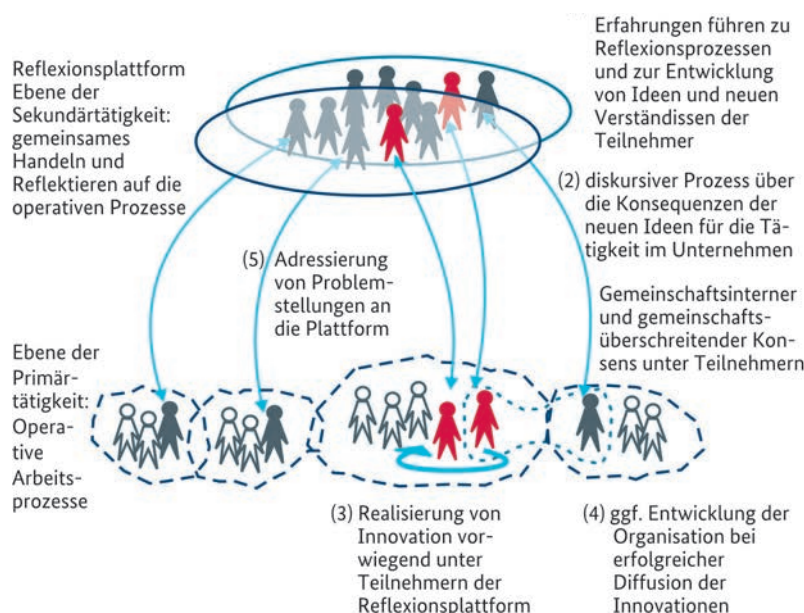 Reflexionsplattform
Ebene der
Sekundärtätigkeit:
gemeinsames
Handeln und
Reflektieren auf die
operativen Prozesse
Erfahrungen führen zu
Reflexionsprozessen
und zur Entwicklung
von Ideen und neuen
Verständissen der
Teilnehmer
(2) diskursiver Prozess über
die Konsequenzen der
neuen Ideen für die Tä-
tigkeit im Unternehmen
(5) Adressierung
von Problem-
stellungen an
die Plattform
Gemeinschaftsinterner
und gemeinschafts-
überschreitender Kon-
sens unter Teilnehmern
Ebene der
Primär-
tätigkeit:
Opera-
tive
Arbeits-
prozesse
(3) Realisierung von
Innovation vor-
wiegend unter
Teilnehmern der
Reflexionsplattform
(4) ggf. Entwicklung der
Organisation bei
erfolgreicher
Diffusion der
Innovationen